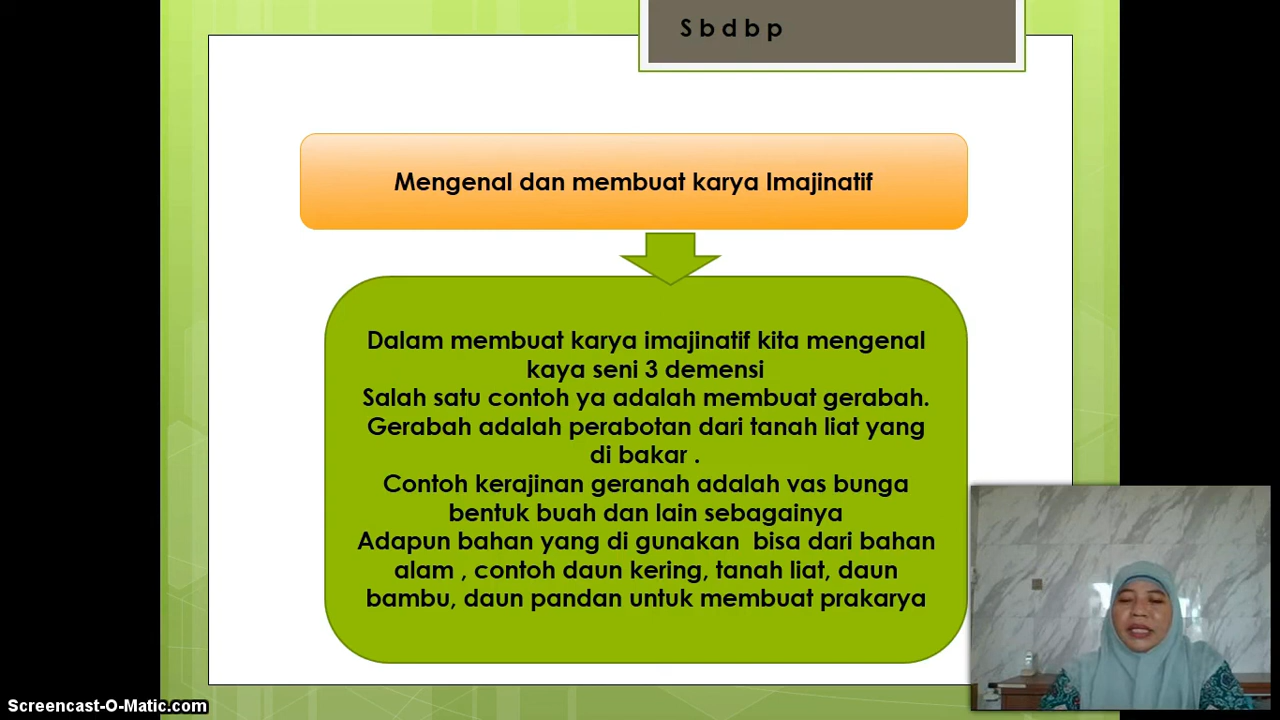 S b d b p
Mengenal dan membuat karya Imajinatif
Dalam membuat karya imajinatif kita mengenal
kaya seni 3 demensi
Salah satu contoh ya adalah membuat gerabah.
Gerabah adalah perabotan dari tanah liat yang
di bakar .
Contoh kerajinan geranah adalah vas bunga
bentuk buah dan lain sebagainya
Adapun bahan yang di gunakan  bisa dari bahan
alam , contoh daun kering, tanah liat, daun
bambu, daun pandan untuk membuat prakarya
Screencast-O-Matic.com